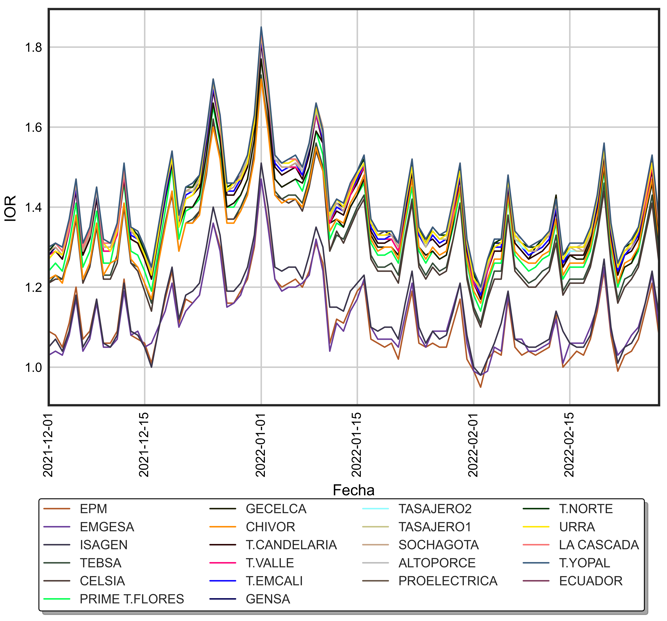 IOR
1.8
1.6
1.4
1.2
1.0
2021-12-01
2021-12-15
2022-01-01
2022-01-15
2022-02-01
2022-02-15
Fecha
EPM GECELCA TASAJERO2 T.NORTE
EMGESA CHIVOR TASAJERO1 URRA
ISAGEN T.CANDELARIA SOCHAGOTA LA CASCADA
TEBSA T.VALLE ALTOPORCE T.YOPAL
CELSIA T.EMCALI PROELECTRICA ECUADOR
PRIME T.FLORES GENSA